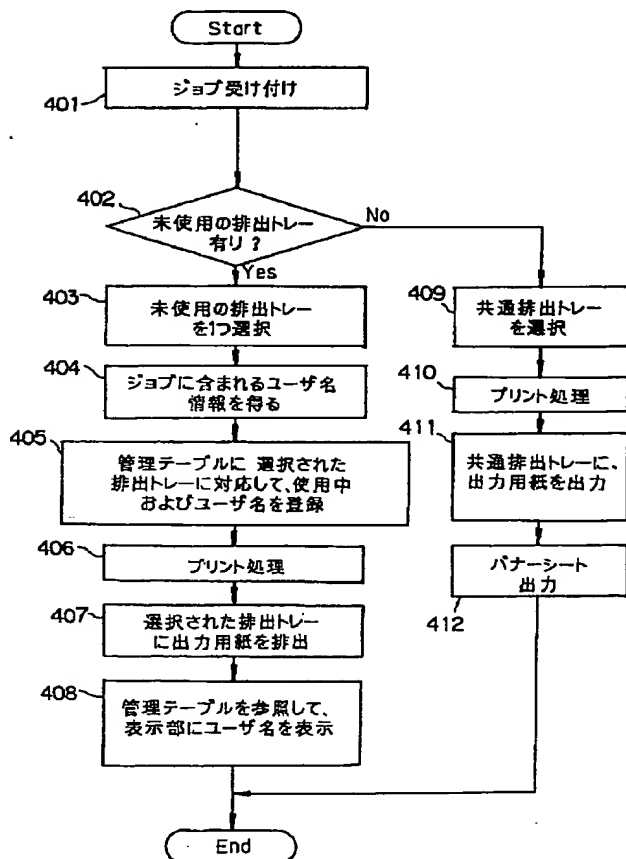 Start
401
ジョブ受け付け
402
未使用の排出トレー
有り?
No
Yes
403
未使用の排出トレー
を1つ選択
404
ジョブに含まれるユーザ名
情報を得る
405
管理テーブルに 選択された
排出トレーに対応して、使用中
およびユーザ名を登録
406
プリント処理
407
選択された排出トレー
に出力用紙を排出
408
管理テーブルを参照して、
表示部にユーザ名を表示
409
共通排出トレー
を選択
410
プリント処理
411
共通排出トレーに、
出力用紙を出力
バナーシート
出力
412
End